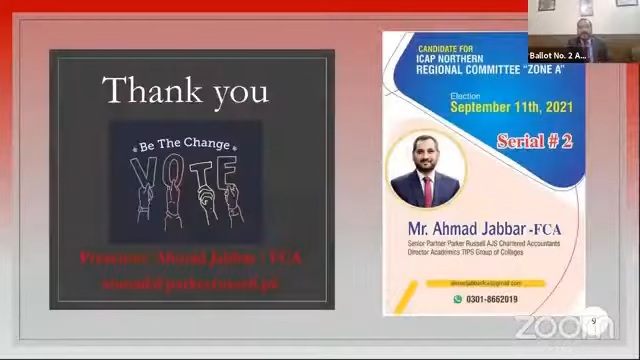 Thank you
Be The Change
VOTE
Presenter: Ahmad Jabbar - FCA
CANDIDATE FOR
ICAP NORTHERN
REGIONAL COMMITTEE "ZONE A"
Election
September 11th, 2021
Serial # 2
Mr. Ahmad Jabbar -FCA
Senior Partner Parker Russell AJS Chartered Accountants
Director Academics TIPS Group of Colleges
0301-8662019
Ballot No. 2 A...
9
zoom